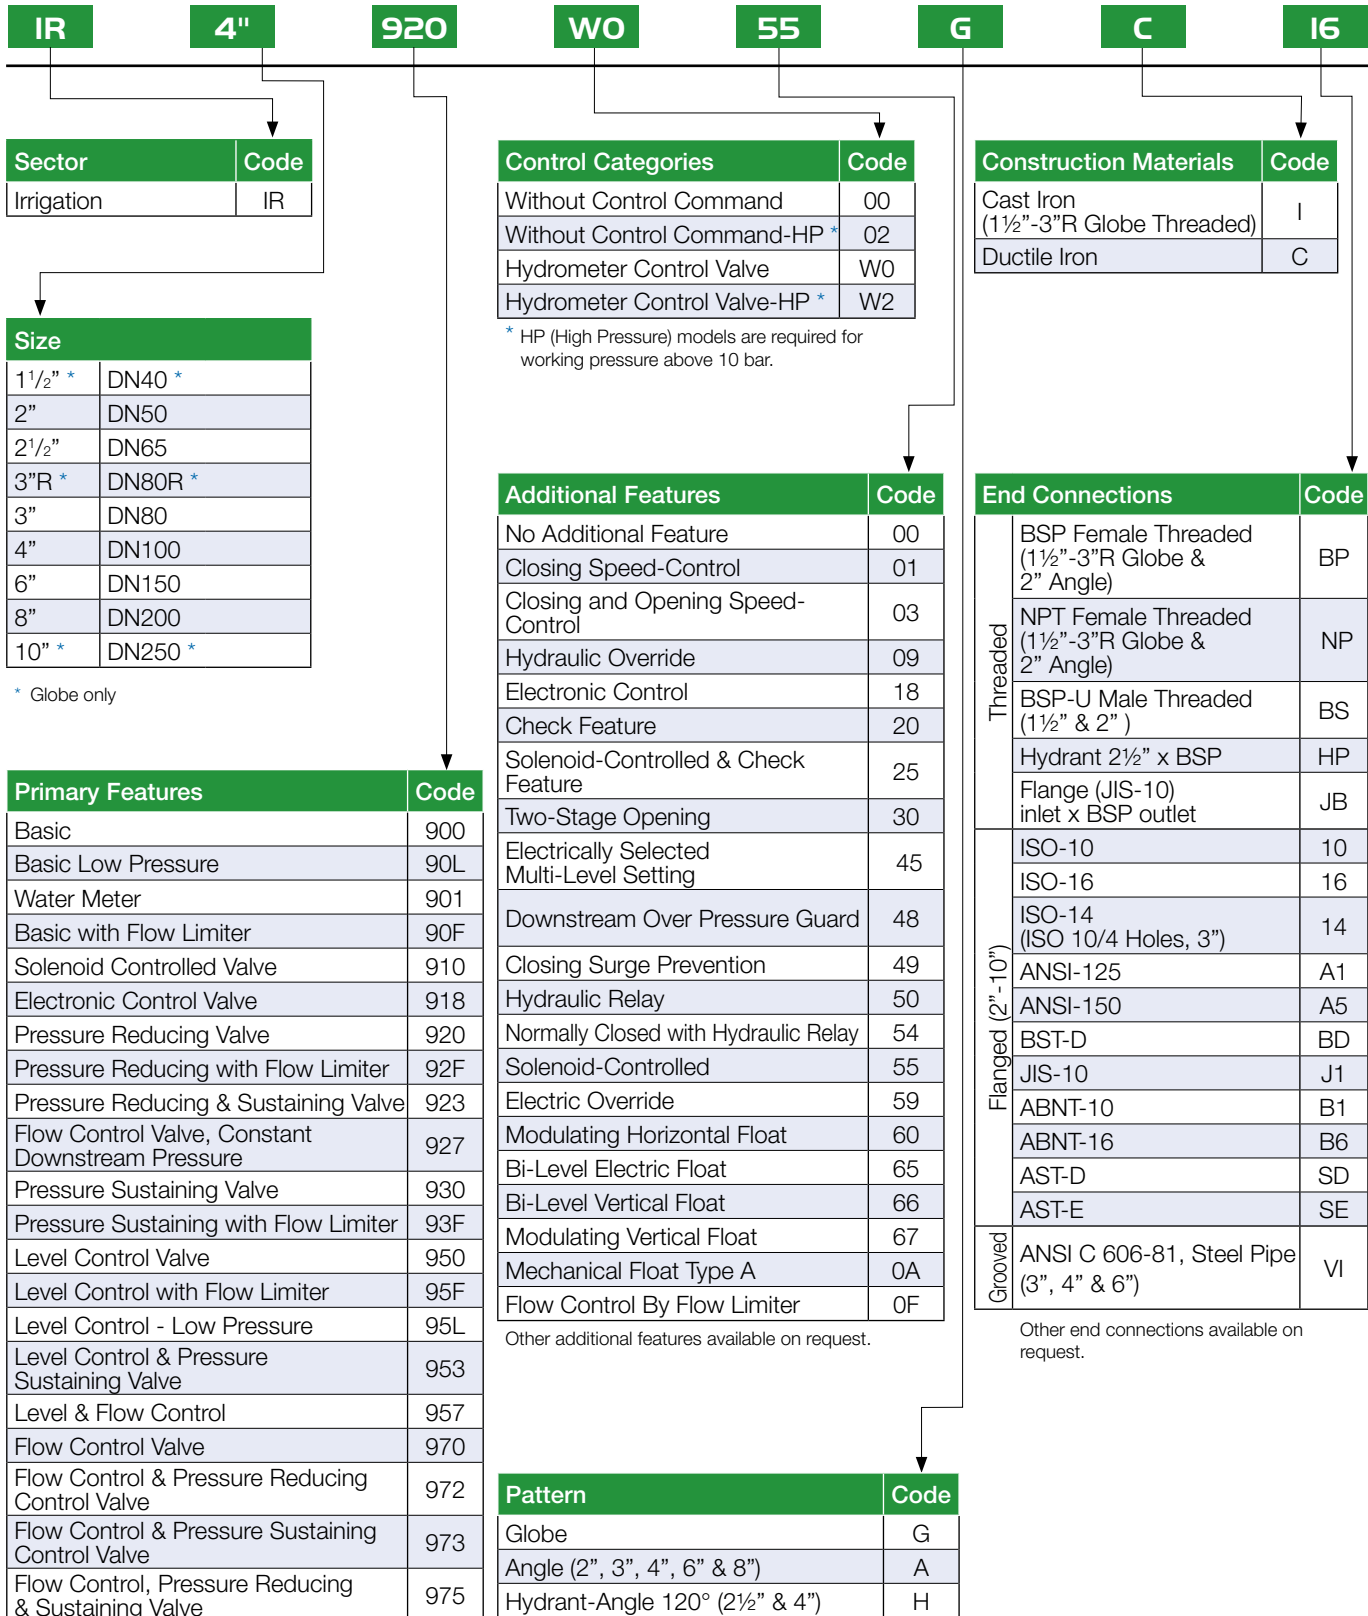 IR 4" 920 W0 55 G C 16
Sector Code
Irrigation IR
Size
1 1/2” * DN40 *
2” DN50
2 1/2” DN65
3”R * DN80R *
3” DN80
4” DN100
6” DN150
8” DN200
10” * DN250 *
* Globe only
Primary Features Code
Basic 900
Basic Low Pressure 90L
Water Meter 901
Basic with Flow Limiter 90F
Solenoid Controlled Valve 910
Electronic Control Valve 918
Pressure Reducing Valve 920
Pressure Reducing with Flow Limiter 92F
Pressure Reducing & Sustaining Valve 923
Flow Control Valve, Constant
Downstream Pressure 927
Pressure Sustaining Valve 930
Pressure Sustaining with Flow Limiter 93F
Level Control Valve 950
Level Control with Flow Limiter 95F
Level Control - Low Pressure 95L
Level Control & Pressure
Sustaining Valve 953
Level & Flow Control 957
Flow Control Valve 970
Flow Control & Pressure Reducing
Control Valve 972
Flow Control & Pressure Sustaining
Control Valve 973
Flow Control, Pressure Reducing
& Sustaining Valve 975
Control Categories Code
Without Control Command 00
Without Control Command-HP * 02
Hydrometer Control Valve W0
Hydrometer Control Valve-HP * W2
* HP (High Pressure) models are required for
working pressure above 10 bar.
Additional Features Code
No Additional Feature 00
Closing Speed-Control 01
Closing and Opening Speed-
Control 03
Hydraulic Override 09
Electronic Control 18
Check Feature 20
Solenoid-Controlled & Check
Feature 25
Two-Stage Opening 30
Electrically Selected
Multi-Level Setting 45
Downstream Over Pressure Guard 48
Closing Surge Prevention 49
Hydraulic Relay 50
Normally Closed with Hydraulic Relay 54
Solenoid-Controlled 55
Electric Override 59
Modulating Horizontal Float 60
Bi-Level Electric Float 65
Bi-Level Vertical Float 66
Modulating Vertical Float 67
Mechanical Float Type A 0A
Flow Control By Flow Limiter 0F
Other additional features available on request.
Pattern Code
Globe G
Angle (2”, 3”, 4”, 6” & 8”) A
Hydrant-Angle 120° (2½” & 4”) H
Construction Materials Code
Cast Iron
(1½”-3”R Globe Threaded) I
Ductile Iron C
End Connections Code
Threaded
BSP Female Threaded
(1½”-3”R Globe &
2” Angle) BP
NPT Female Threaded
(1½”-3”R Globe &
2” Angle) NP
BSP-U Male Threaded
(1½” & 2” ) BS
Hydrant 2½” x BSP HP
Flange (JIS-10)
inlet x BSP outlet JB
Flanged (2”-10”)
ISO-10 10
ISO-16 16
ISO-14
(ISO 10/4 Holes, 3”) 14
ANSI-125 A1
ANSI-150 A5
BST-D BD
JIS-10 J1
ABNT-10 B1
ABNT-16 B6
AST-D SD
AST-E SE
Grooved
ANSI C 606-81, Steel Pipe
(3”, 4” & 6”) VI
Other end connections available on
request.